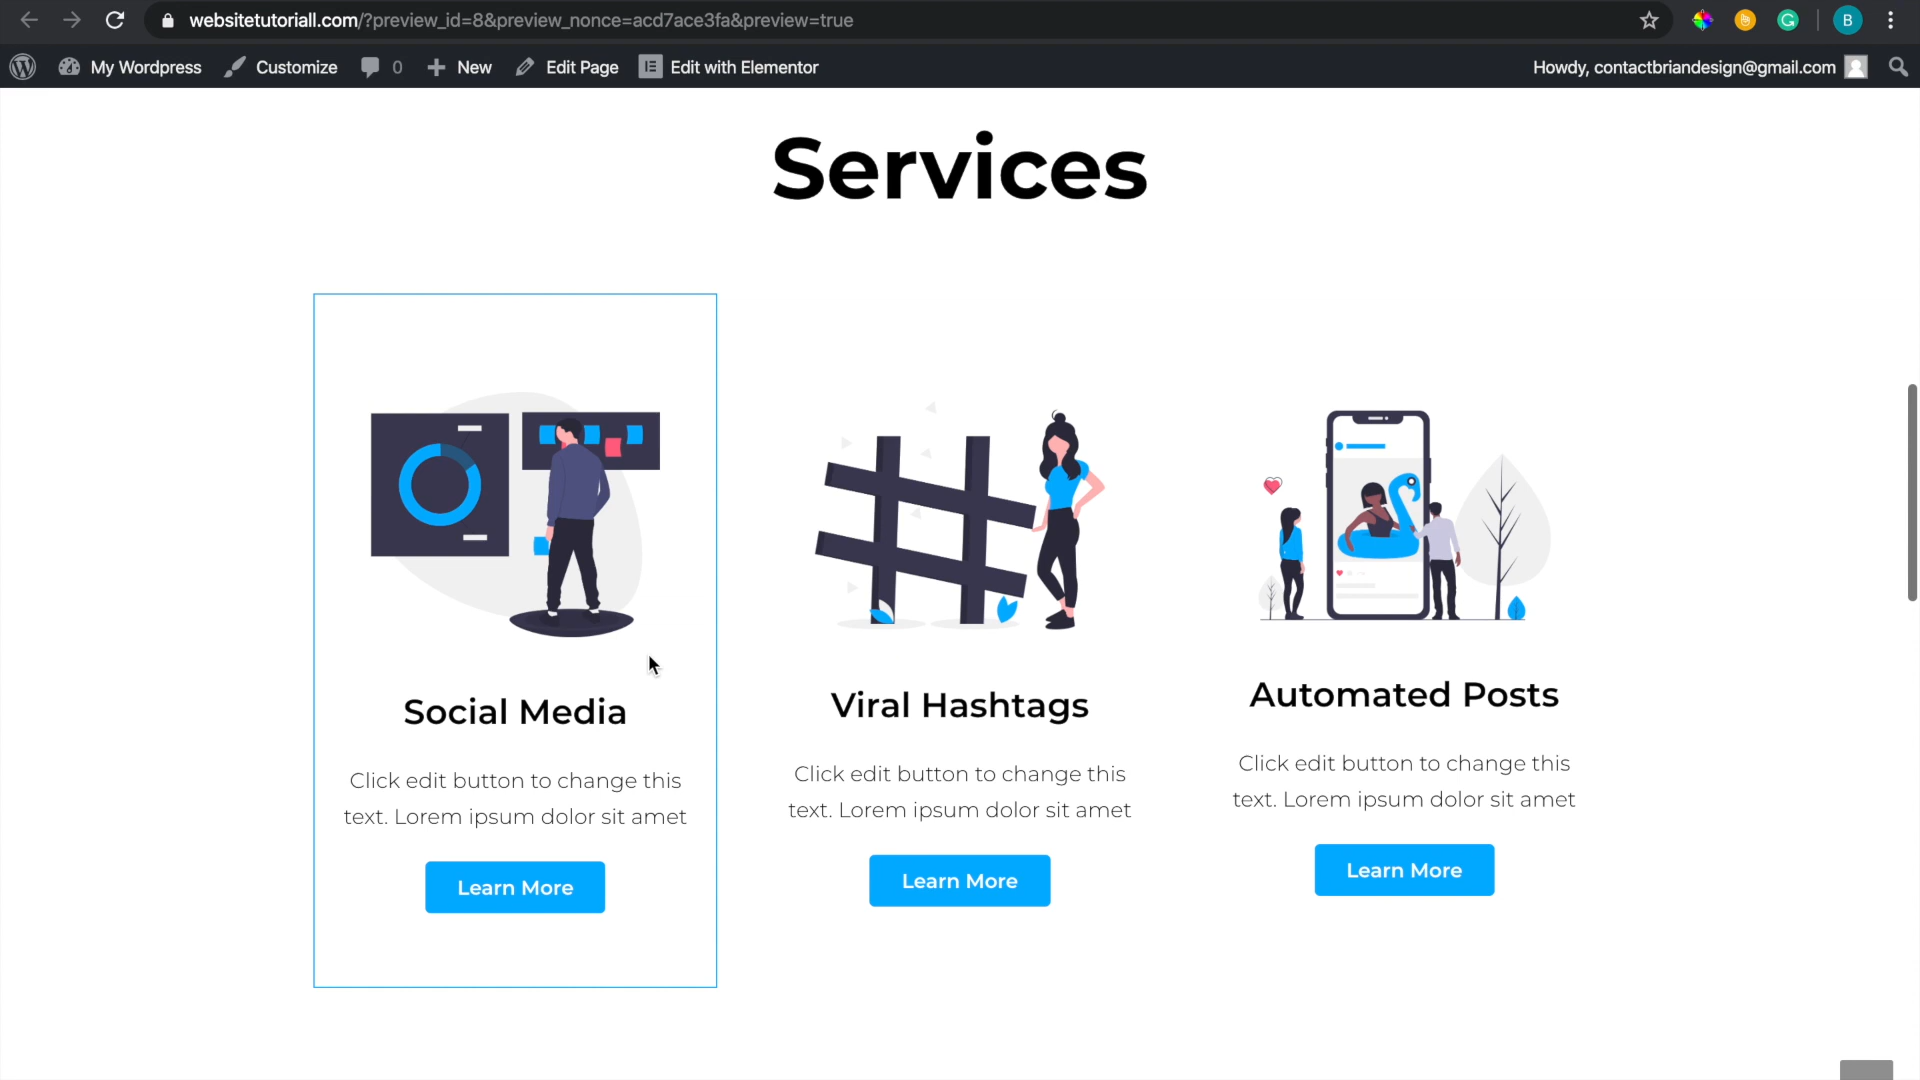 websitetutoriall.com/?preview_id=8&preview_nonce=acd7ace3fa&preview=true
B
My Wordpress
Customize
0
New
Edit Page
Edit with Elementor
Howdy, contactbriandesign@gmail.com
Services
Social Media
Click edit button to change this
text. Lorem ipsum dolor sit amet
Learn More
Viral Hashtags
Click edit button to change this
text. Lorem ipsum dolor sit amet
Learn More
Automated Posts
Click edit button to change this
text. Lorem ipsum dolor sit amet
Learn More